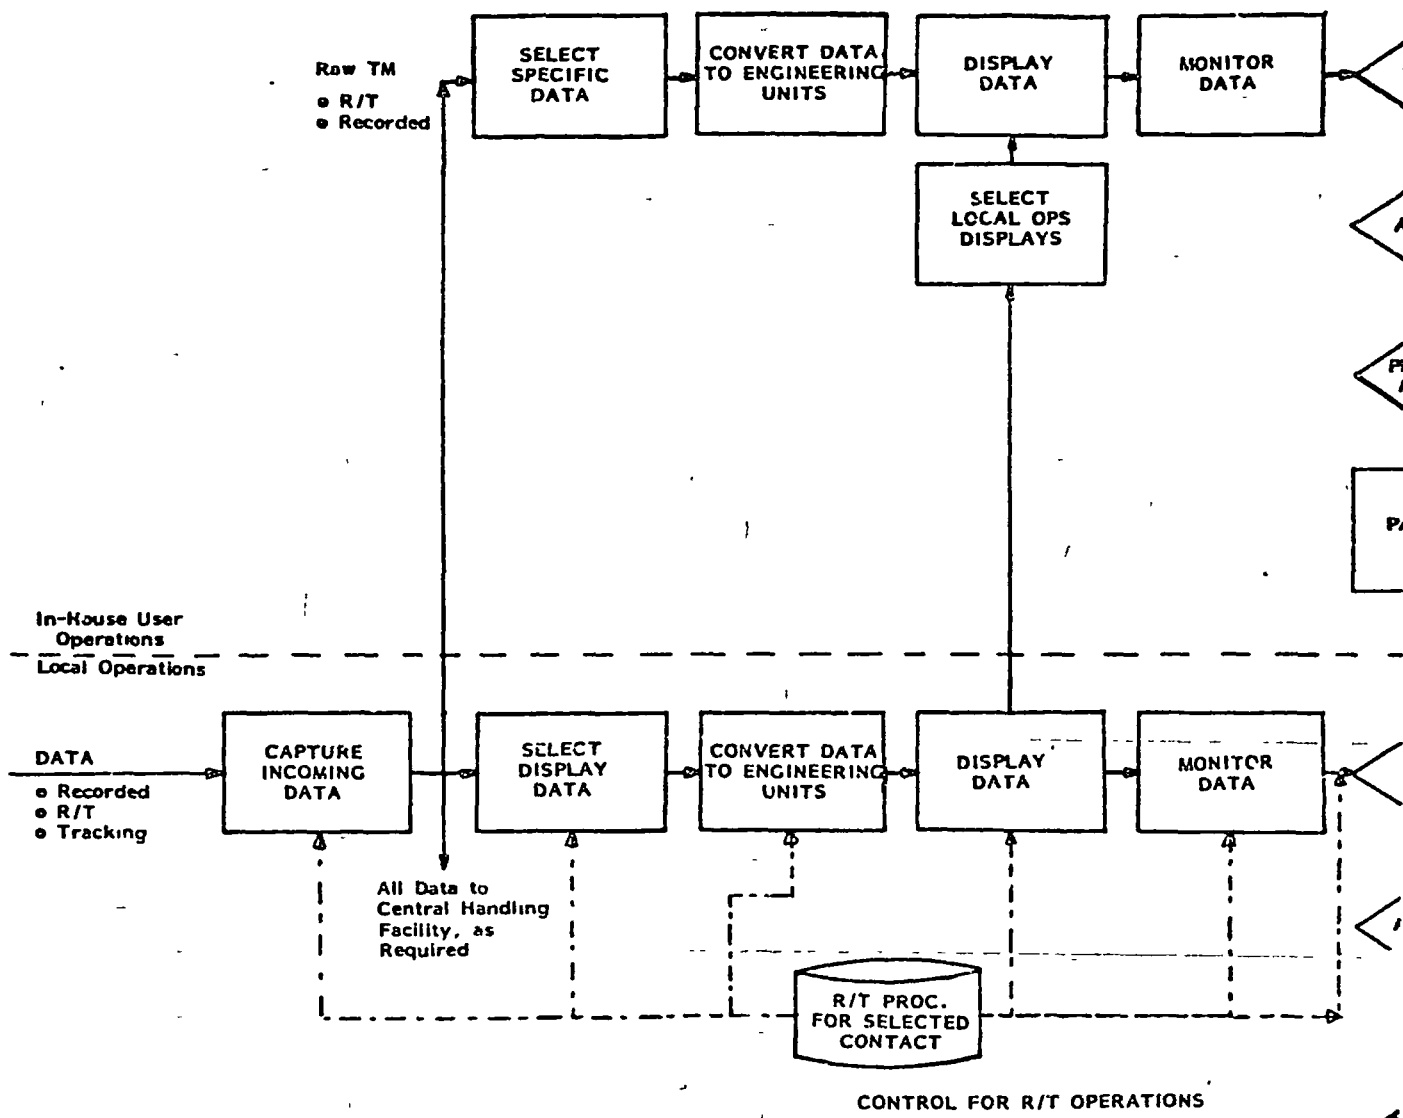 Raw TM
R/T
Recorded
SELECT
SPECIFIC
DATA
CONVERT DATA
TO ENGINEERING
UNITS
DISPLAY
DATA
MONITOR
DATA
SELECT
LOCAL OPS
DISPLAYS
In-House User
Operations
Local Operations
DATA
Recorded
R/T
Tracking
CAPTURE
INCOMING
DATA
SELECT
DISPLAY
DATA
CONVERT DATA
TO ENGINEERING
UNITS
DISPLAY
DATA
MONITOR
DATA
All Data to
Central Handling
Facility, as
Required
R/T PROC.
FOR SELECTED
CONTACT
CONTROL FOR R/T OPERATIONS